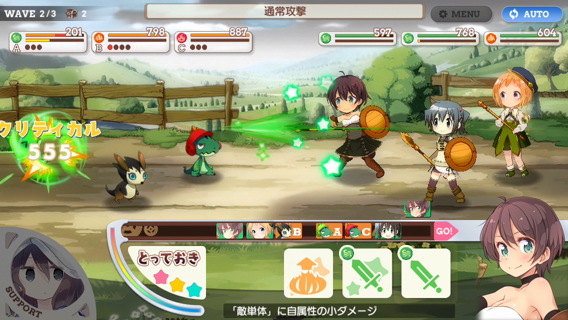 WAVE 2/3 2
通常攻撃
MENU
AUTO
201
798
887
A
B
C
597
768
604
クリティカル
555
B
A
C
GO!
とっておき
SUPPORT
「敵単体」に自属性の小ダメージ